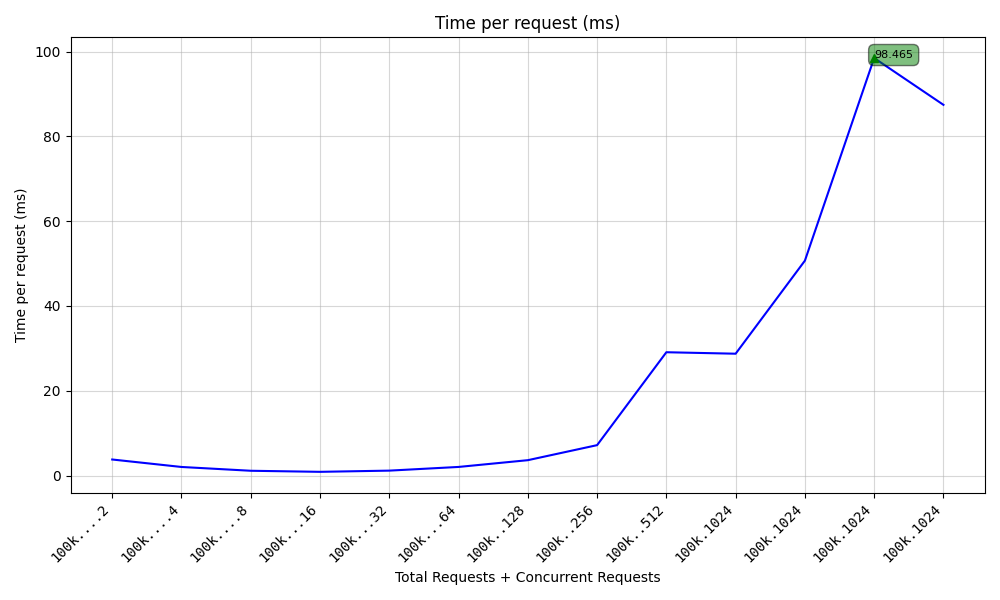 Time per request (ms)
98.465
100
80
60
40
20
0
Time per request (ms)
100k....2
100k....4
100k....8
100k...16
100k...32
100k...64
100k..128
100k..256
100k..512
100k.1024
100k.1024
100k.1024
100k.1024
Total Requests + Concurrent Requests